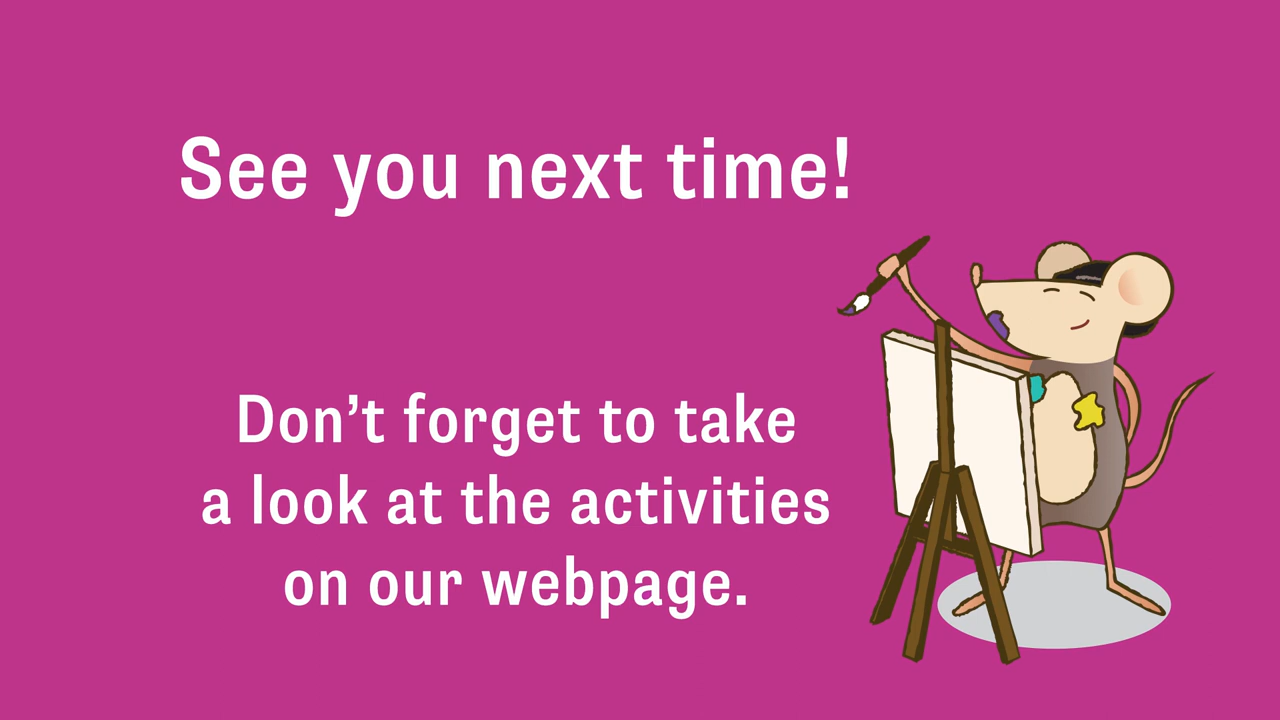 See you next time!
Don’t forget to take
a look at the activities
on our webpage.